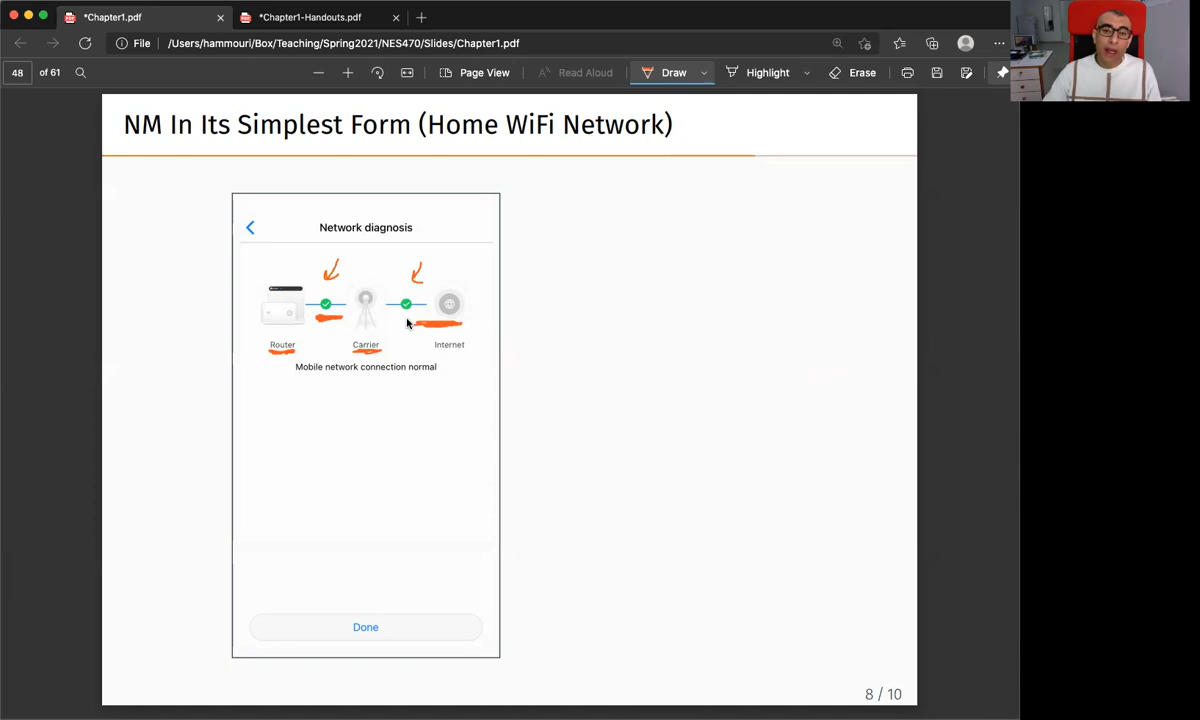 *Chapter1.pdf
*Chapter1-Handouts.pdf
File /Users/hammouri/Box/Teaching/Spring2021/NES470/Slides/Chapter1.pdf
48 of 61
Page View
Read Aloud
Draw
Highlight
Erase
NM In Its Simplest Form (Home WiFi Network)
Network diagnosis
Router Carrier Internet
Mobile network connection normal
Done
8 / 10